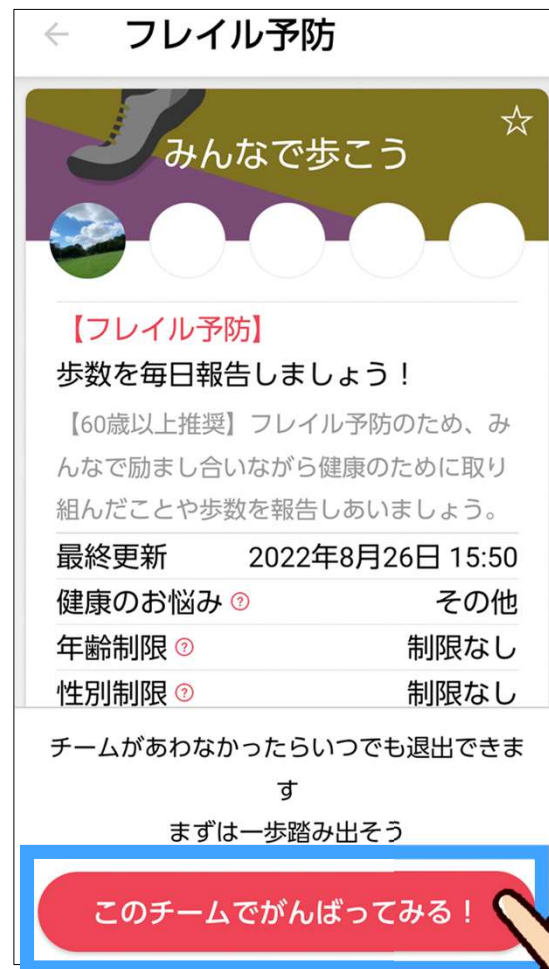 ← フレイル予防
みんなで歩こう
【フレイル予防】
歩数を毎日報告しましょう！
【60歳以上推奨】フレイル予防のため、み
んなで励まし合いながら健康のために取り
組んだことや歩数を報告しあいましょう。
最終更新 2022年8月26日 15:50
健康のお悩み ? その他
年齢制限 ? 制限なし
性別制限 ? 制限なし
チームがあわなかったらいつでも退出できま
す
まずは一歩踏み出そう
このチームでがんばってみる！